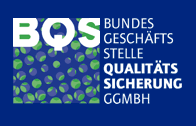 BQS
BUNDES
GESCHÄFTS
STELLE
QUALITÄTS
SICHERUNG
GGMBH